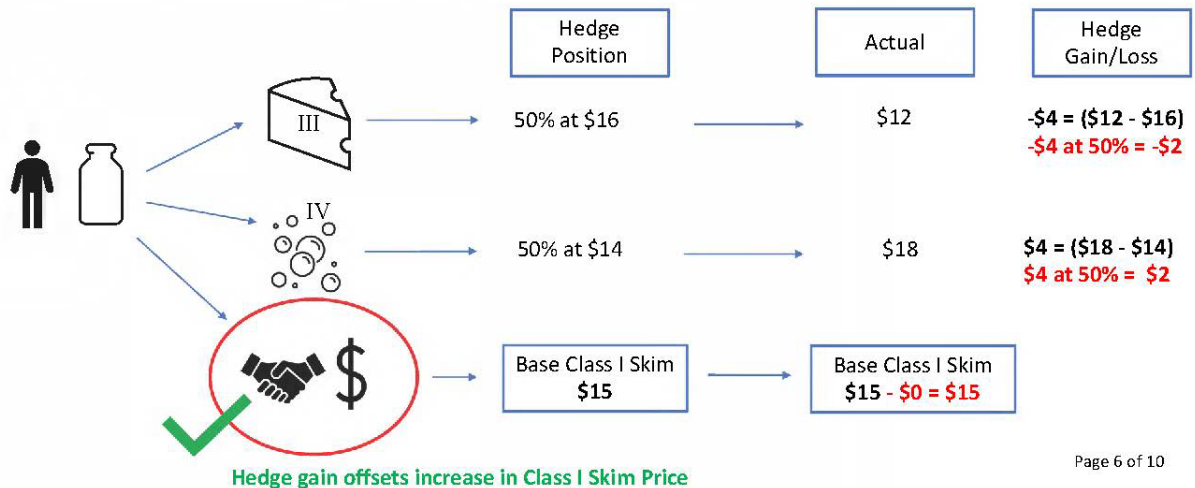 Hedge
Position
Actual
Hedge
Gain/Loss
III
50% at $16
$12
-$4 = ($12 - $16)
-$4 at 50% = -$2
IV
50% at $14
$18
$4 = ($18 - $14)
$4 at 50% = $2
$
Base Class I Skim
$15
Base Class I Skim
$15 - $0 = $15
Hedge gain offsets increase in Class I Skim Price
Page 6 of 10